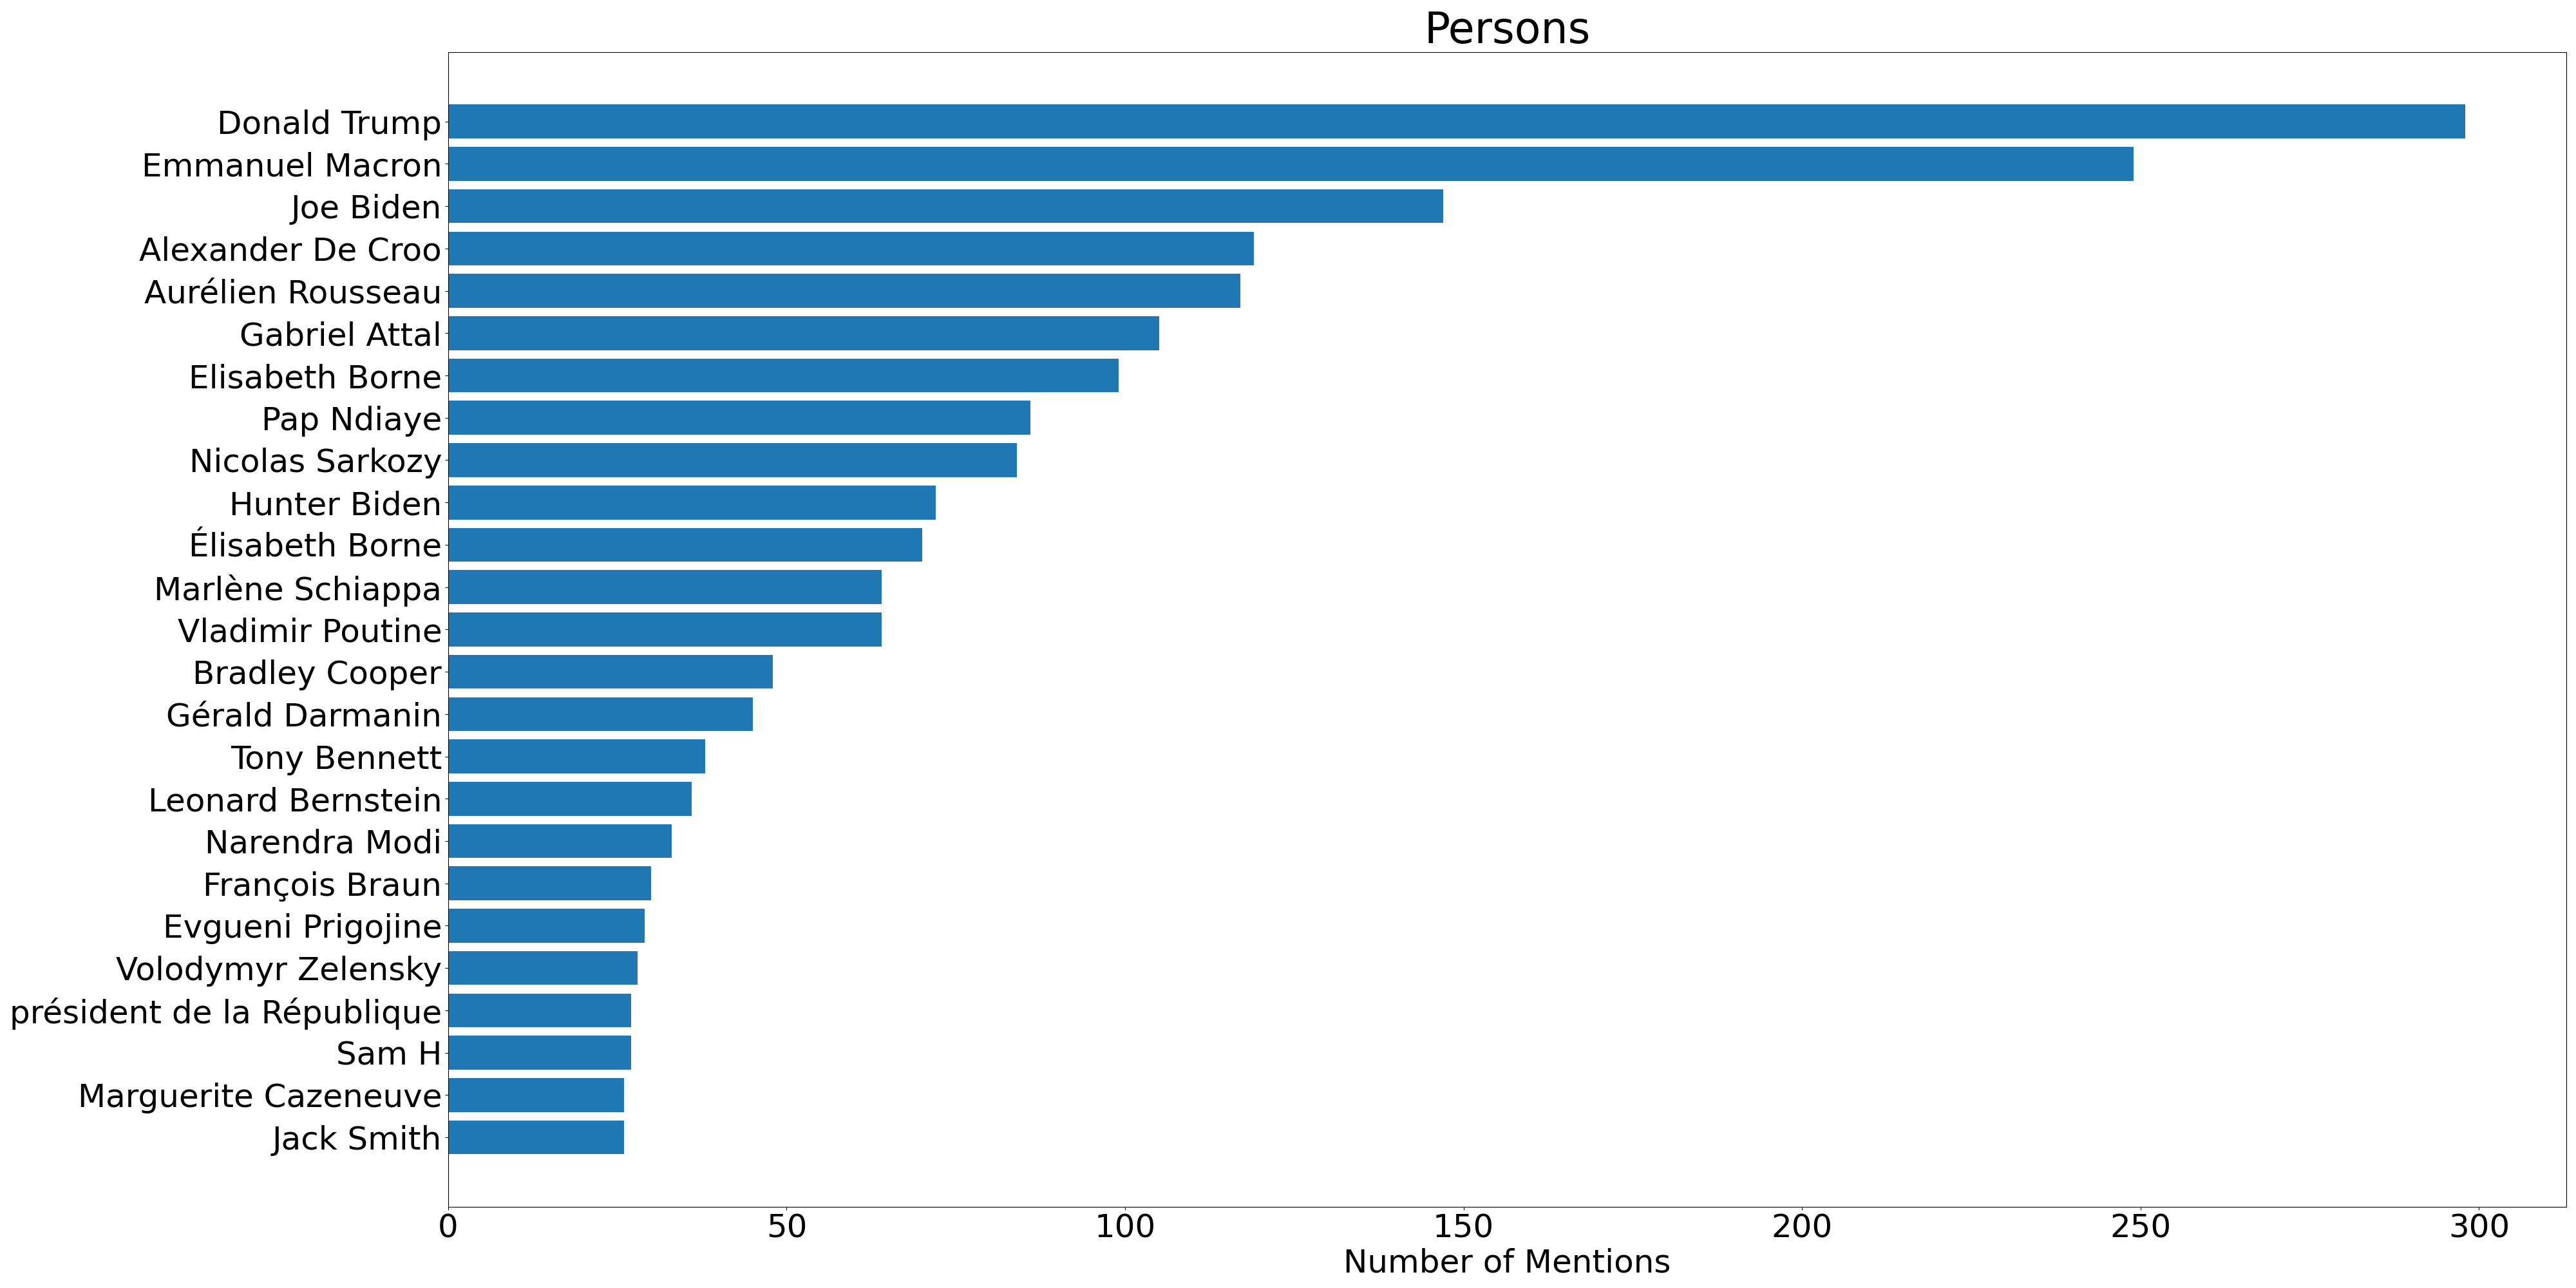 Persons
Donald Trump
Emmanuel Macron
Joe Biden
Alexander De Croo
Aurélien Rousseau
Gabriel Attal
Elisabeth Borne
Pap Ndiaye
Nicolas Sarkozy
Hunter Biden
Élisabeth Borne
Marlène Schiappa
Vladimir Poutine
Bradley Cooper
Gérald Darmanin
Tony Bennett
Leonard Bernstein
Narendra Modi
François Braun
Evgueni Prigojine
Volodymyr Zelensky
président de la République
Sam H
Marguerite Cazeneuve
Jack Smith
0 50 100 150 200 250 300
Number of Mentions